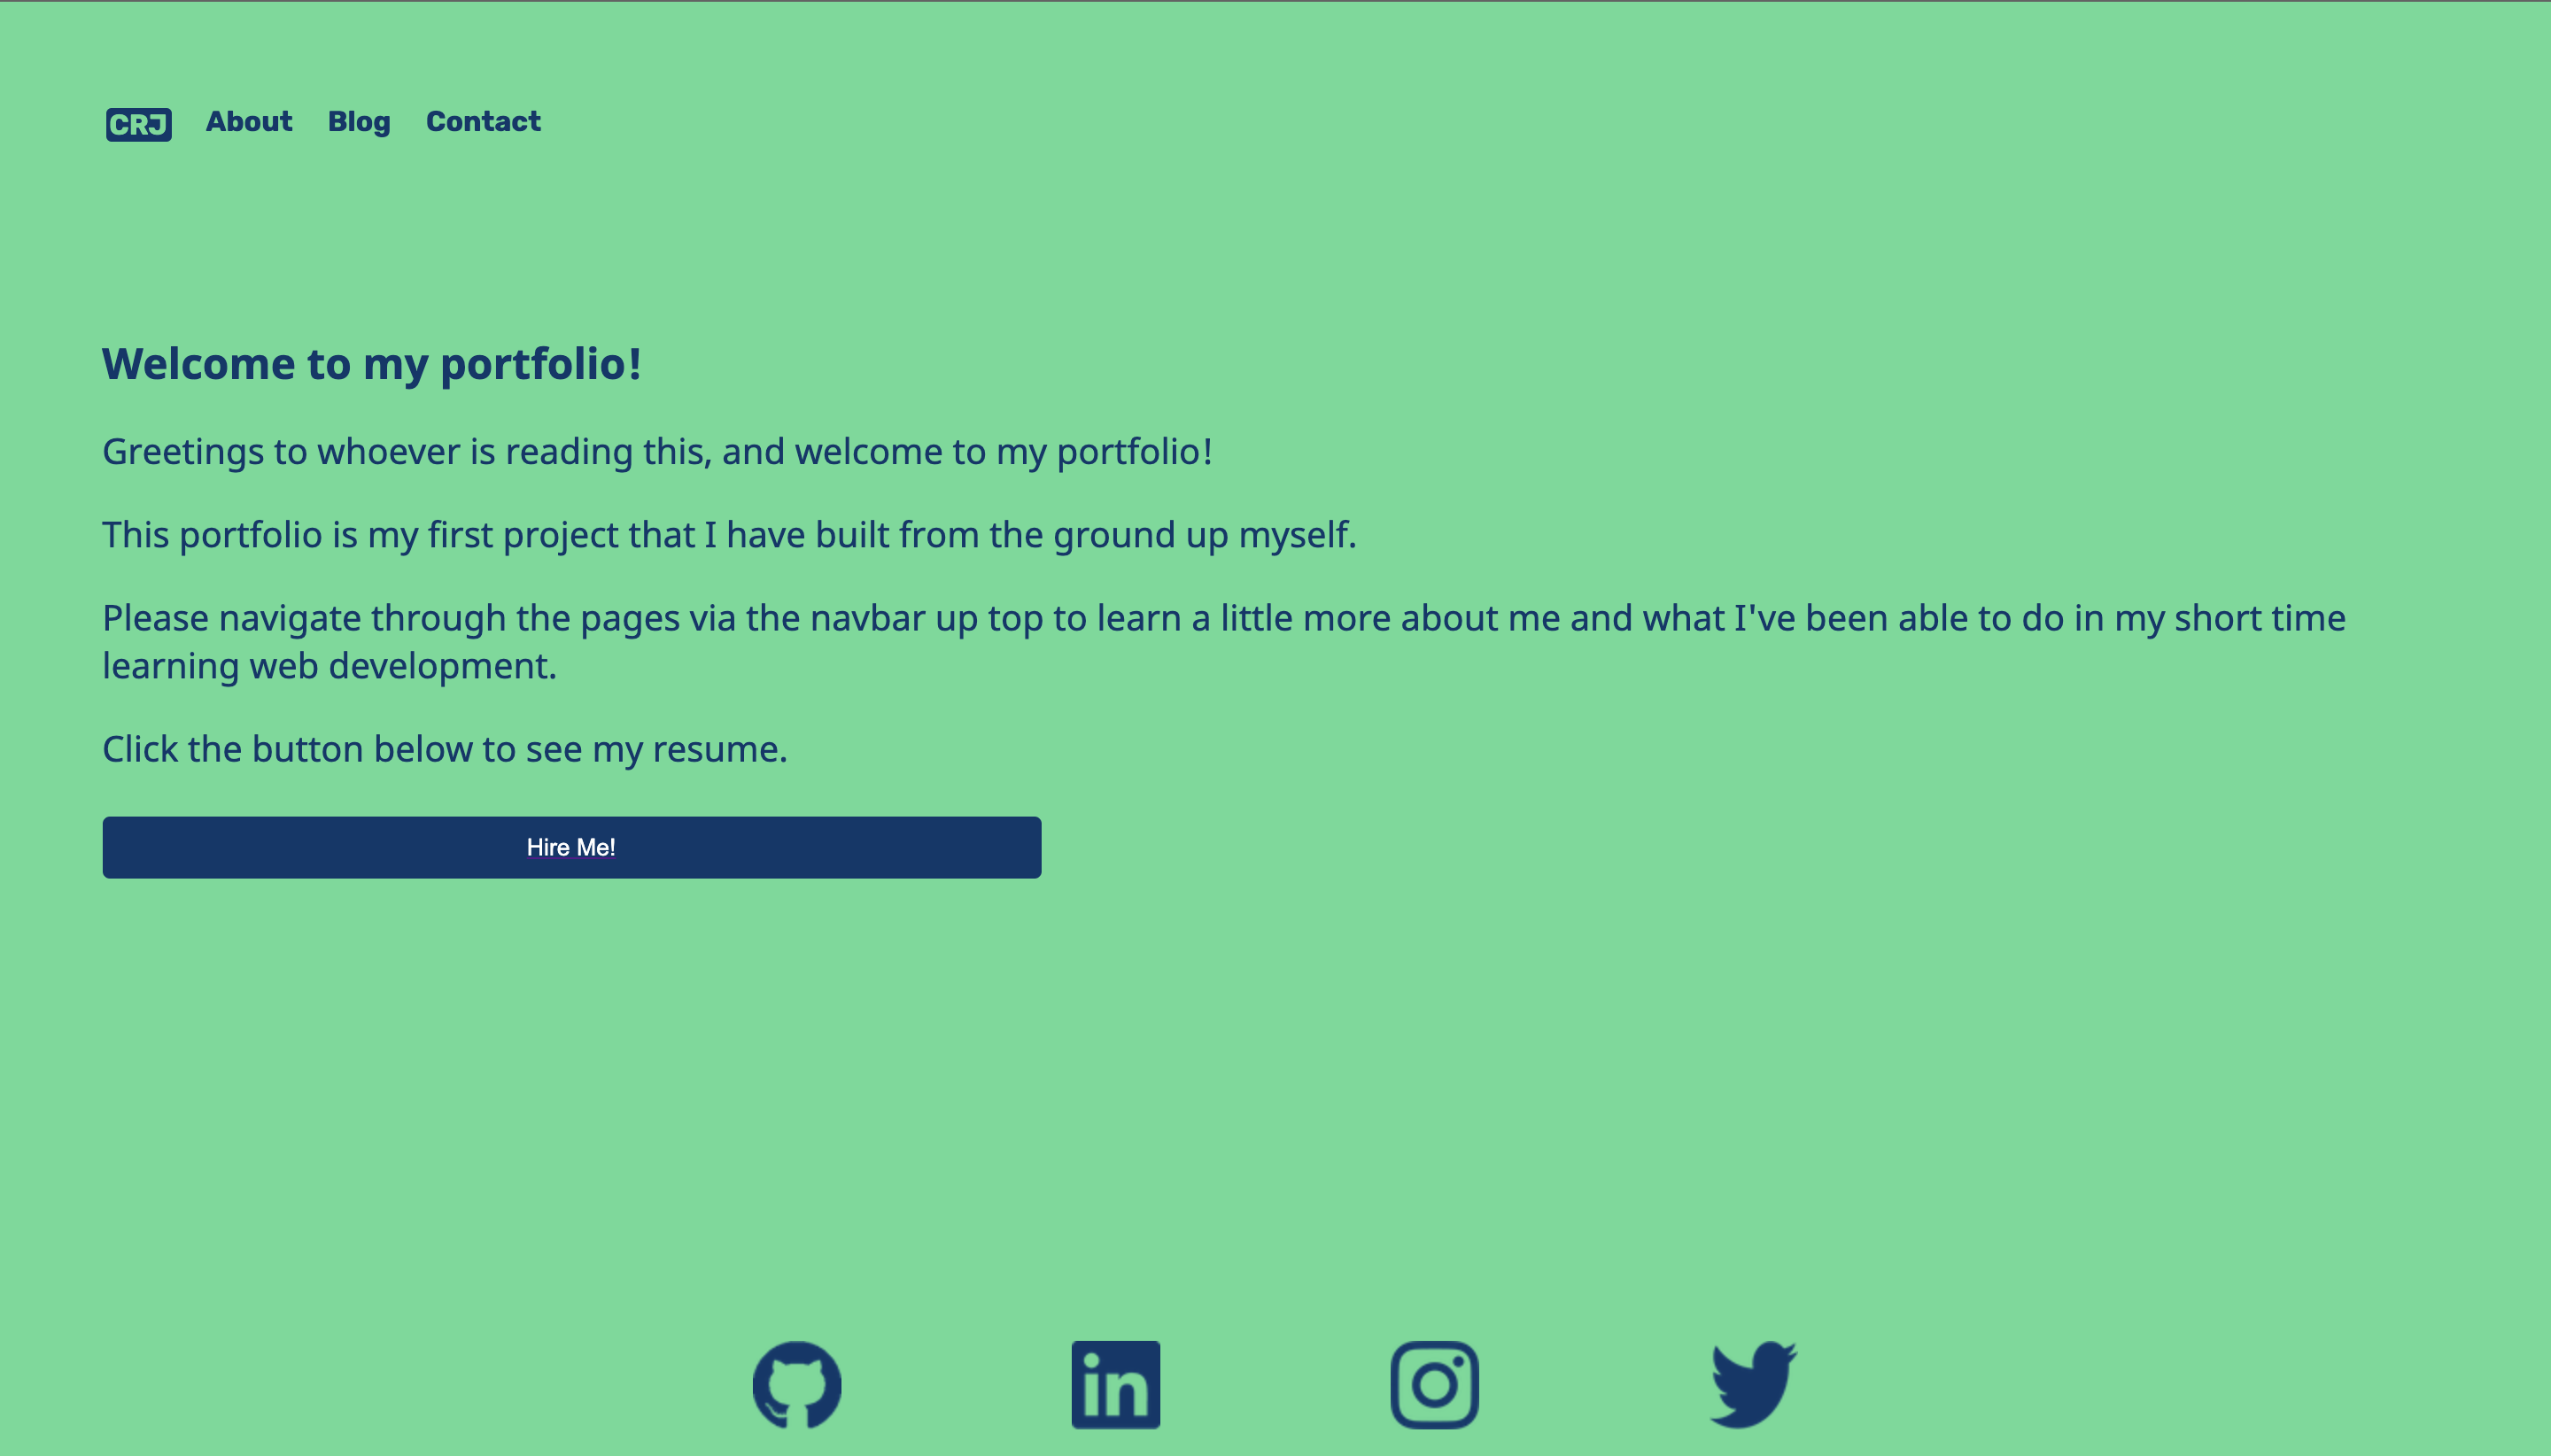 CRJ About Blog Contact
Welcome to my portfolio!
Greetings to whoever is reading this, and welcome to my portfolio!
This portfolio is my first project that I have built from the ground up myself.
Please navigate through the pages via the navbar up top to learn a little more about me and what I've been able to do in my short time
learning web development.
Click the button below to see my resume.
Hire Me!
in